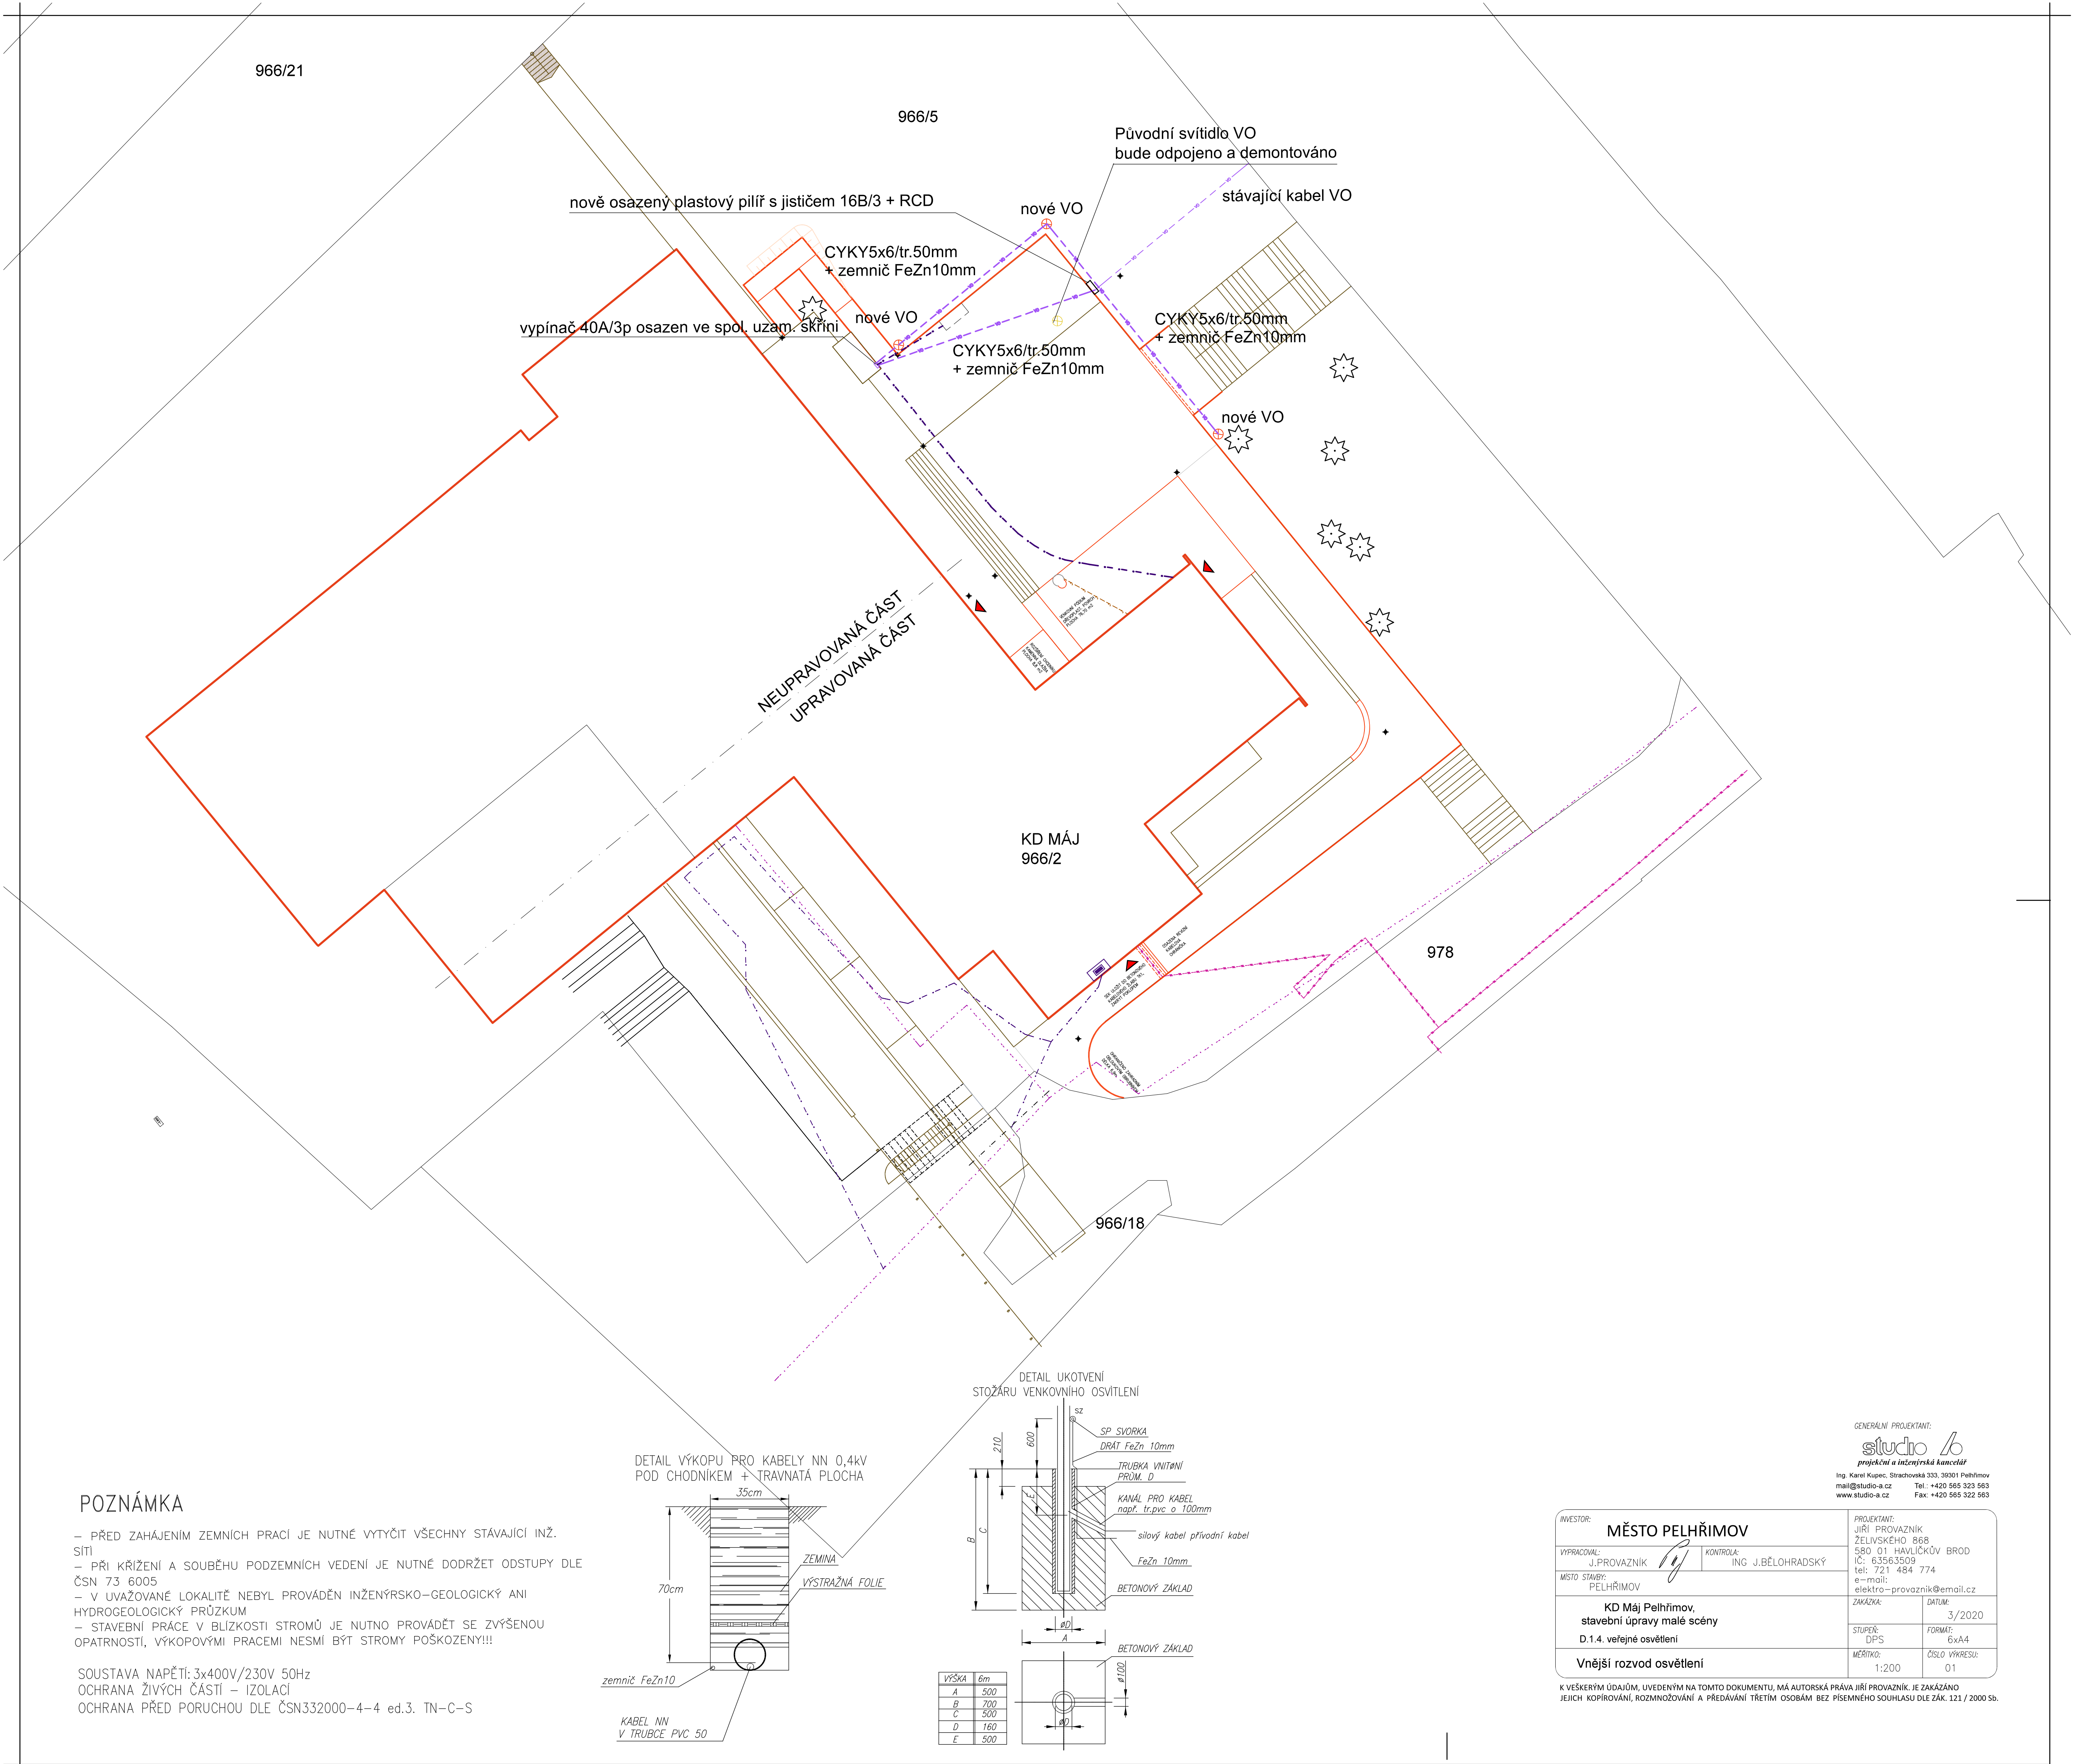 966/21
966/5
Původní svítidlo VO
bude odpojeno a demontováno
stávající kabel VO
nově osazený plastový pilíř s jističem 16B/3 + RCD
nové VO
CYKY5x6/tr.50mm
+ zemnič FeZn10mm
vypínač 40A/3p osazen ve spol. uzam. skříni
nové VO
CYKY5x6/tr.50mm
+ zemnič FeZn10mm
CYKY5x6/tr.50mm
+ zemnič FeZn10mm
nové VO
NEUPRAVOVANÁ ČÁST
UPRAVOVANÁ ČÁST
KD MÁJ
966/2
978
966/18
DETAIL UKOTVENÍ
STOŽÁRU VENKOVNÍHO OSVÍTLENÍ
SZ
SP SVORKA
DRÁT FeZn 10mm
TRUBKA VNITøNÍ
PRŮM. D
KANÁL PRO KABEL
např. tr.pvc o 100mm
silový kabel přívodní kabel
FeZn 10mm
BETONOVÝ ZÁKLAD
210
600
E
B
C
øD
A
BETONOVÝ ZÁKLAD
ø100
øD
VÝŠKA 6m
A 500
B 700
C 500
D 160
E 500
DETAIL VÝKOPU PRO KABELY NN 0,4kV
POD CHODNÍKEM + TRAVNATÁ PLOCHA
35cm
70cm
ZEMINA
VÝSTRAŽNÁ FOLIE
zemnič FeZn10
KABEL NN
V TRUBCE PVC 50
POZNÁMKA
– PŘED ZAHÁJENÍM ZEMNÍCH PRACÍ JE NUTNÉ VYTYČIT VŠECHNY STÁVAJÍCÍ INŽ.
SÍTÍ
– PŘI KŘÍŽENÍ A SOUBĚHU PODZEMNÍCH VEDENÍ JE NUTNÉ DODRŽET ODSTUPY DLE
ČSN 73 6005
– V UVAŽOVANÉ LOKALITĚ NEBYL PROVÁDĚN INŽENÝRSKO–GEOLOGICKÝ ANI
HYDROGEOLOGICKÝ PRŮZKUM
– STAVEBNÍ PRÁCE V BLÍZKOSTI STROMŮ JE NUTNO PROVÁDĚT SE ZVÝŠENOU
OPATRNOSTÍ, VÝKOPOVÝMI PRACEMI NESMÍ BÝT STROMY POŠKOZENY!!!
SOUSTAVA NAPĚTÍ: 3x400V/230V 50Hz
OCHRANA ŽIVÝCH ČÁSTÍ – IZOLACÍ
OCHRANA PŘED PORUCHOU DLE ČSN332000–4–4 ed.3. TN–C–S
GENERÁLNÍ PROJEKTANT:
studio
projekční a inženýrská kancelář
Ing. Karel Kupec, Strachovská 333, 39301 Pelhřimov
mail@studio-a.cz Tel.: +420 565 323 563
www.studio-a.cz Fax: +420 565 322 563
INVESTOR:
MĚSTO PELHŘIMOV
VYPRACOVAL:
J.PROVAZNÍK
KONTROLA:
ING J.BĚLOHRADSKÝ
MÍSTO STAVBY:
PELHŘIMOV
PROJEKTANT:
JIŘÍ PROVAZNÍK
ŽELIVSKÉHO 868
580 01 HAVLÍČKŮV BROD
IČ: 63563509
tel: 721 484 774
e–mail:
elektro–provaznik@email.cz
KD Máj Pelhřimov,
stavební úpravy malé scény
D.1.4. veřejné osvětlení
Vnější rozvod osvětlení
ZAKÁZKA:
DATUM:
3/2020
STUPEŇ:
DPS
FORMÁT:
6xA4
MĚŘÍTKO:
1:200
ČÍSLO VÝKRESU:
01
K VEŠKERÝM ÚDAJŮM, UVEDENÝM NA TOMTO DOKUMENTU, MÁ AUTORSKÁ PRÁVA JIŘÍ PROVAZNÍK. JE ZAKÁZÁNO
JEJICH KOPÍROVÁNÍ, ROZMNOŽOVÁNÍ A PŘEDÁVÁNÍ TŘETÍM OSOBÁM BEZ PÍSEMNÉHO SOUHLASU DLE ZÁK. 121 / 2000 Sb.